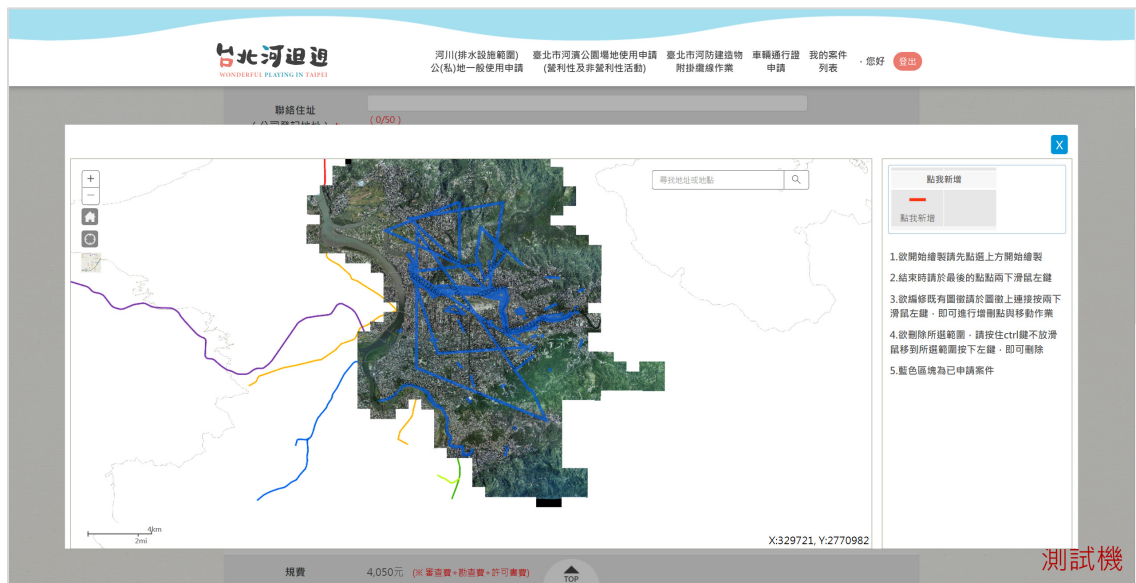 台北河迌迌
WONDERFUL PLAYING IN TAIPEI
河川(排水設施範圍)
公(私)地一般使用申請
臺北市河濱公園場地使用申請
(營利性及非營利性活動)
臺北市河防建造物
附掛纜線作業
車輛通行證
申請
我的案件
列表
，您好
登出
聯絡住址
（公司登記地址）*
( 0/50 )
X
+
−
尋找地址或地點
點我新增
點我新增
1.欲開始繪製請先點選上方開始繪製
2.結束時請於最後的點點兩下滑鼠左鍵
3.欲編修既有圖徵請於圖徵上連接按兩下
滑鼠左鍵，即可進行增刪點與移動作業
4.欲刪除所選範圍，請按住ctrl鍵不放滑
鼠移到所選範圍按下左鍵，即可刪除
5.藍色區塊為已申請案件
4km
2mi
X:329721, Y:2770982
測試機
規費
4,050元 (※ 審查費+勘查費+許可書費)
TOP